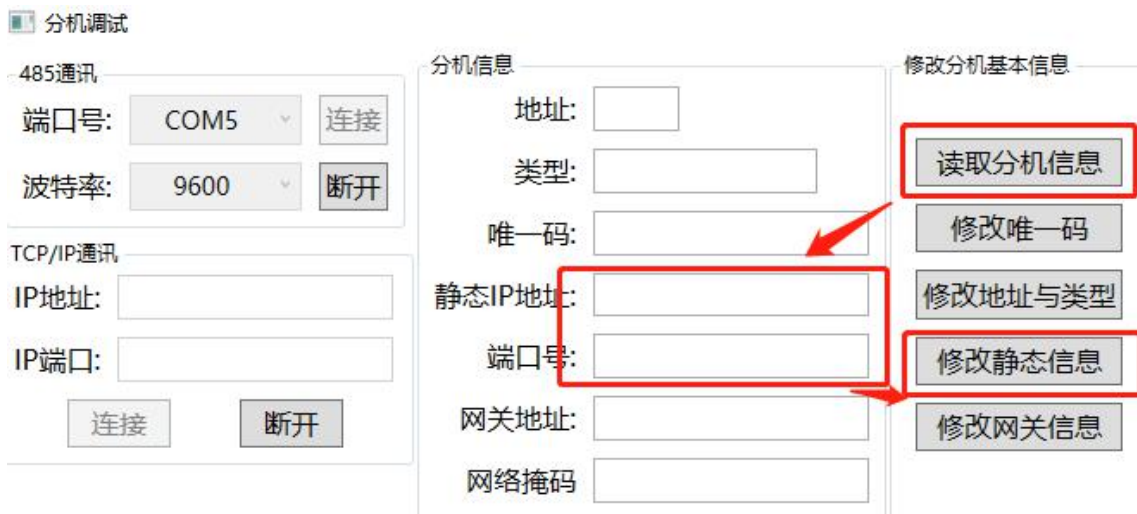 分机调试
485通讯
端口号:
COM5
连接
波特率:
9600
断开
TCP/IP通讯
IP地址:
IP端口:
连接
断开
分机信息
地址:
类型:
唯一码:
静态IP地址:
端口号:
网关地址:
网络掩码
修改分机基本信息
读取分机信息
修改唯一码
修改地址与类型
修改静态信息
修改网关信息